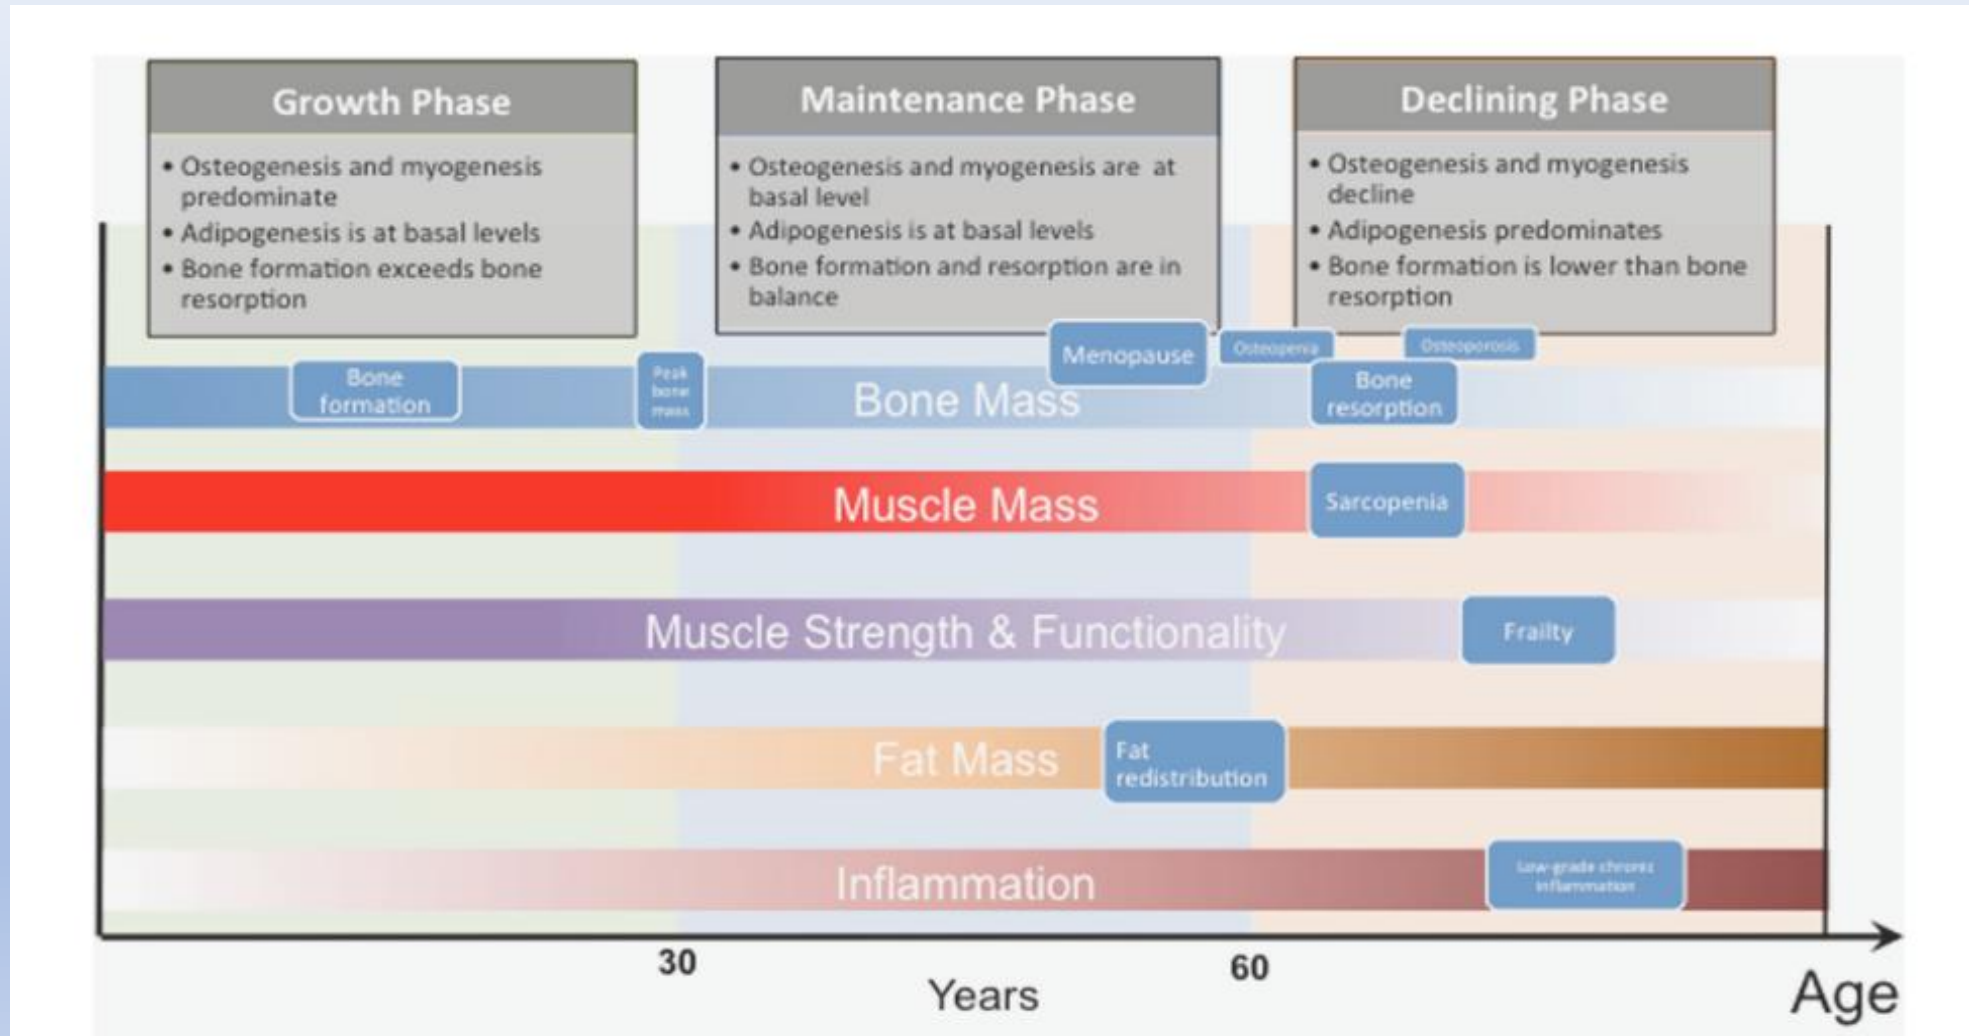 Growth Phase
• Osteogenesis and myogenesis
predominate
• Adipogenesis is at basal levels
• Bone formation exceeds bone
resorption
Maintenance Phase
• Osteogenesis and myogenesis are at
basal level
• Adipogenesis is at basal levels
• Bone formation and resorption are in
balance
Declining Phase
• Osteogenesis and myogenesis
decline
• Adipogenesis predominates
• Bone formation is lower than bone
resorption
Bone
formation
Peak
bone
mass
Bone Mass
Menopause
Osteopenia
Bone
resorption
Osteoporosis
Muscle Mass
Sarcopenia
Muscle Strength & Functionality
Frailty
Fat Mass
Fat
redistribution
Inflammation
Low-grade chronic
inflammation
30
60
Years
Age